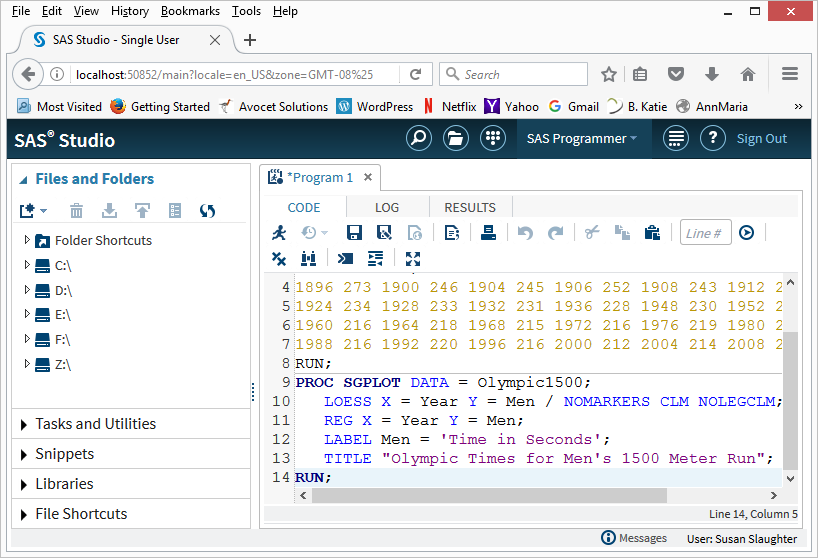 File Edit View History Bookmarks Tools Help
SAS Studio - Single User
localhost:50852/main?locale=en_US&zone=GMT-08%25
Search
Most Visited Getting Started Avocet Solutions WordPress Netflix Yahoo Gmail B. Katie AnnMaria »
SAS® Studio
SAS Programmer
Sign Out
Files and Folders
Folder Shortcuts
C:\
D:\
E:\
F:\
Z:\
Tasks and Utilities
Snippets
Libraries
File Shortcuts
*Program 1
CODE LOG RESULTS
Line #
4 1896 273 1900 246 1904 245 1906 252 1908 243 1912 2
5 1924 234 1928 233 1932 231 1936 228 1948 230 1952 2
6 1960 216 1964 218 1968 215 1972 216 1976 219 1980 2
7 1988 216 1992 220 1996 216 2000 212 2004 214 2008 2
8 RUN;
9 PROC SGPLOT DATA = Olympic1500;
10 LOESS X = Year Y = Men / NOMARKERS CLM NOLEGCLM;
11 REG X = Year Y = Men;
12 LABEL Men = 'Time in Seconds';
13 TITLE "Olympic Times for Men's 1500 Meter Run";
14 RUN;
Line 14, Column 5
Messages User: Susan Slaughter